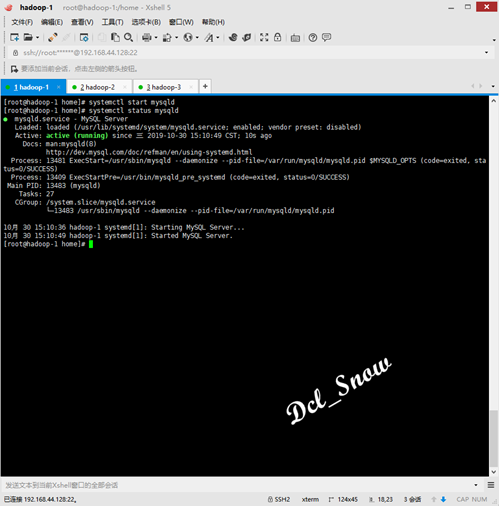 hadoop-1 root@hadoop-1:/home - Xshell 5
文件(F) 编辑(E) 查看(V) 工具(T) 选项卡(B) 窗口(W) 帮助(H)
ssh://root:******@192.168.44.128:22
要添加当前会话，点击左侧的箭头按钮。
1 hadoop-1 2 hadoop-2 3 hadoop-3
[root@hadoop-1 home]# systemctl start mysqld
[root@hadoop-1 home]# systemctl status mysqld
● mysqld.service - MySQL Server
Loaded: loaded (/usr/lib/systemd/system/mysqld.service; enabled; vendor preset: disabled)
Active: active (running) since 三 2019-10-30 15:10:49 CST; 10s ago
Docs: man:mysqld(8)
http://dev.mysql.com/doc/refman/en/using-systemd.html
Process: 13481 ExecStart=/usr/sbin/mysqld --daemonize --pid-file=/var/run/mysqld/mysqld.pid $MYSQLD_OPTS (code=exited, sta
tus=0/SUCCESS)
Process: 13409 ExecStartPre=/usr/bin/mysqld_pre_systemd (code=exited, status=0/SUCCESS)
Main PID: 13483 (mysqld)
Tasks: 27
CGroup: /system.slice/mysqld.service
└─13483 /usr/sbin/mysqld --daemonize --pid-file=/var/run/mysqld/mysqld.pid
10月 30 15:10:36 hadoop-1 systemd[1]: Starting MySQL Server...
10月 30 15:10:49 hadoop-1 systemd[1]: Started MySQL Server.
[root@hadoop-1 home]#
Dcl_Snow
发送文本到当前Xshell窗口的全部会话
已连接 192.168.44.128:22。 SSH2 xterm 124x45 18,23 3 会话 CAP NUM